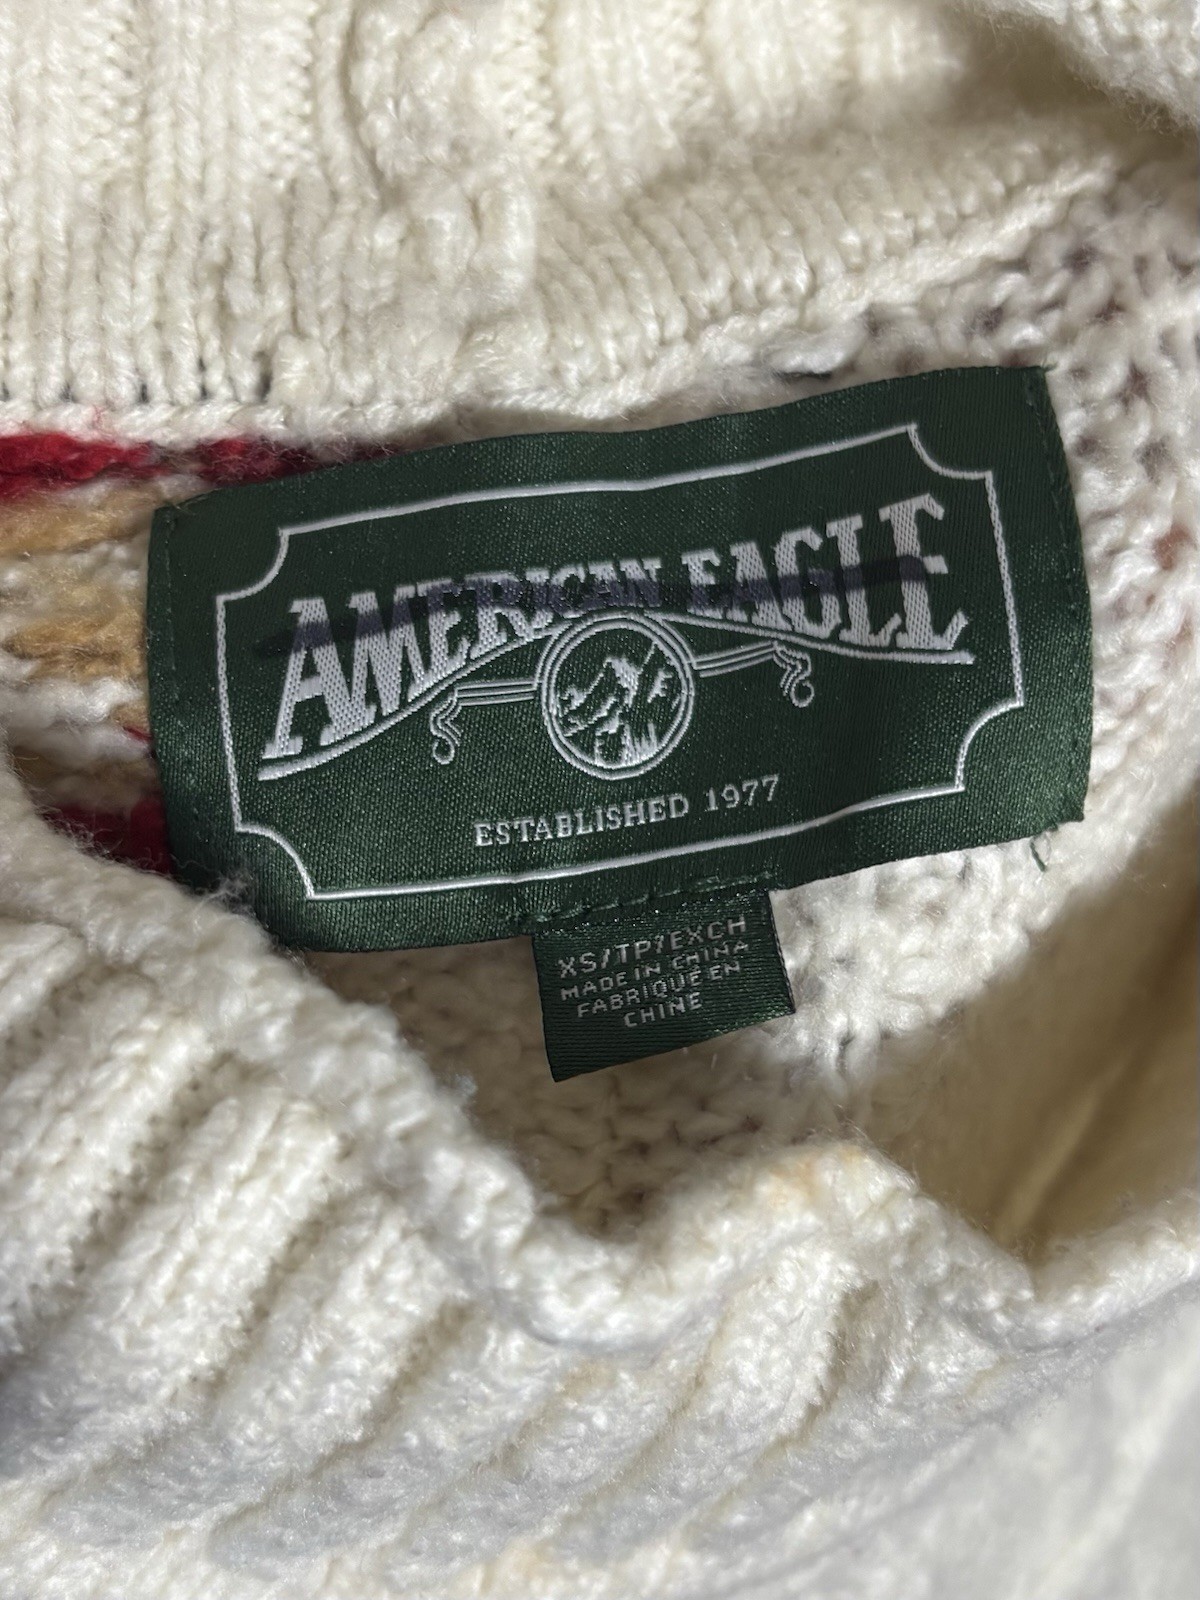 AMERICAN EAGLE
ESTABLISHED 1977
XS/TP/EXCH
MADE IN CHINA
FABRIQUÉ EN
CHINE